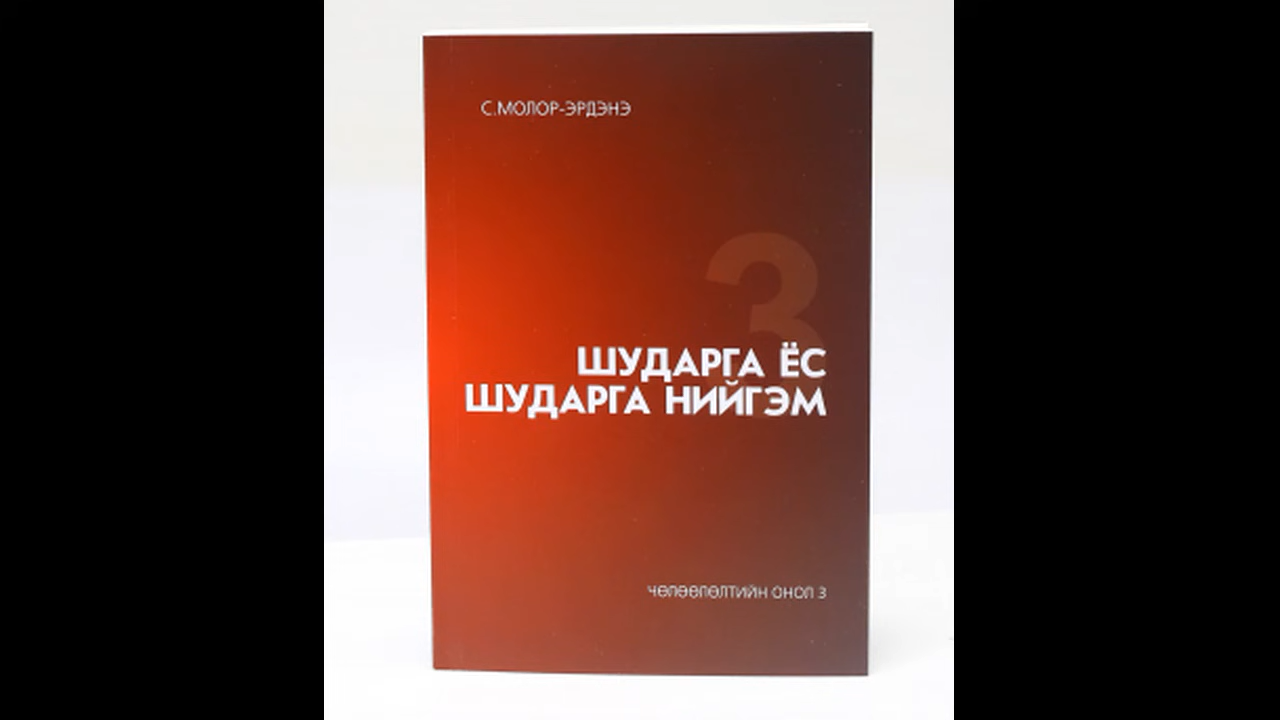 С.МОЛОР-ЭРДЭНЭ
3
ШУДАРГА ЁС
ШУДАРГА НИЙГЭМ
ЧӨЛӨӨЛӨЛТИЙН ОНОЛ 3